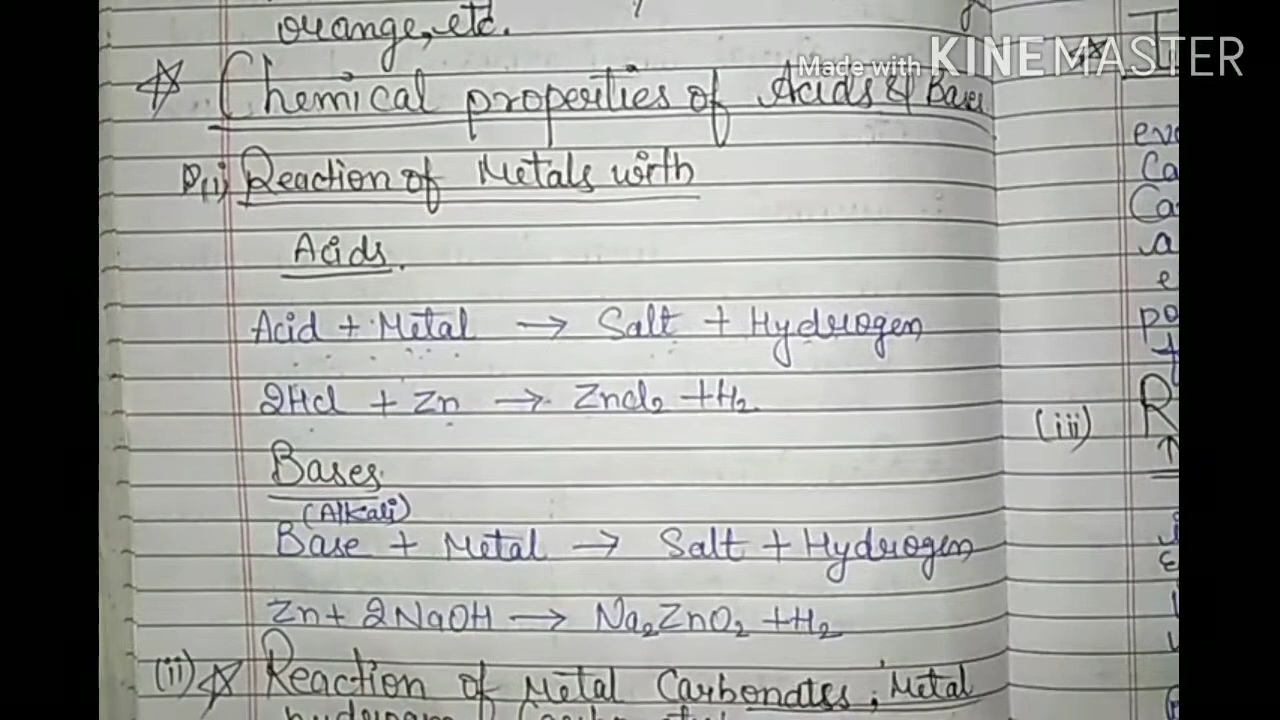 orange, etc.
Made with KINEMASTER
☆ Chemical properties of Acids & Bases
(i) Reaction of Metals with
Acids.
Acid + Metal → Salt + Hydrogen
2Hcl + Zn → Zncl₂ + H₂
Bases
(Alkali)
Base + Metal → Salt + Hydrogen
Zn + 2NaOH → Na₂ZnO₂ + H₂
(ii) ☆ Reaction of Metal Carbonates, Metal
(iii)